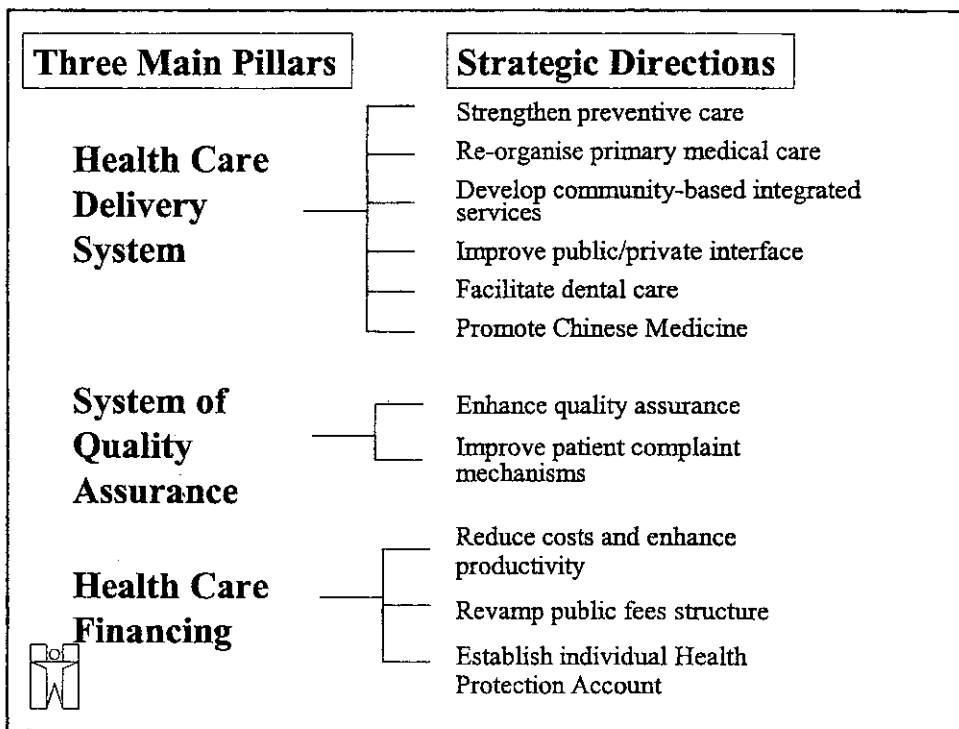 Three Main Pillars
Strategic Directions
Health Care
Delivery
System
Strengthen preventive care
Re-organise primary medical care
Develop community-based integrated
services
Improve public/private interface
Facilitate dental care
Promote Chinese Medicine
System of
Quality
Assurance
Enhance quality assurance
Improve patient complaint
mechanisms
Health Care
Financing
Reduce costs and enhance
productivity
Revamp public fees structure
Establish individual Health
Protection Account